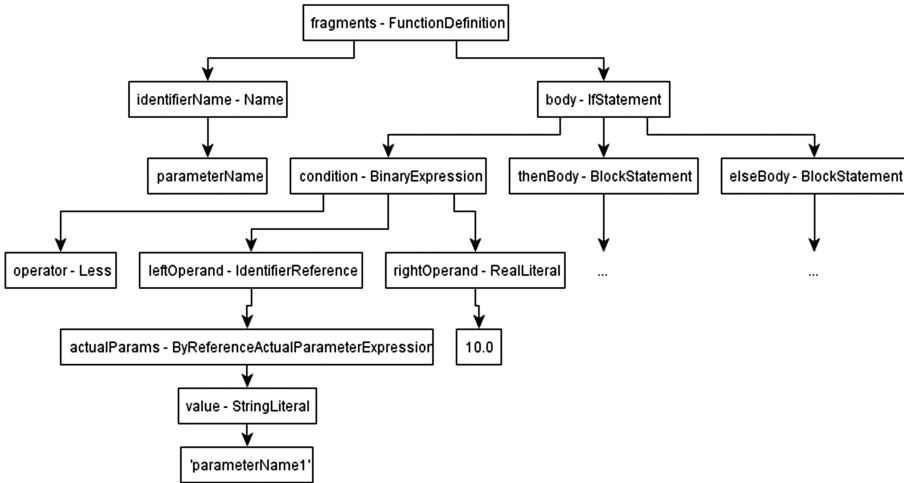 fragments - FunctionDefinition
identifierName - Name
body - IfStatement
parameterName
condition - BinaryExpression
thenBody - BlockStatement
elseBody - BlockStatement
operator - Less
leftOperand - IdentifierReference
rightOperand - RealLiteral
...
...
actualParams - ByReferenceActualParameterExpression
10.0
value - StringLiteral
'parameterName1'